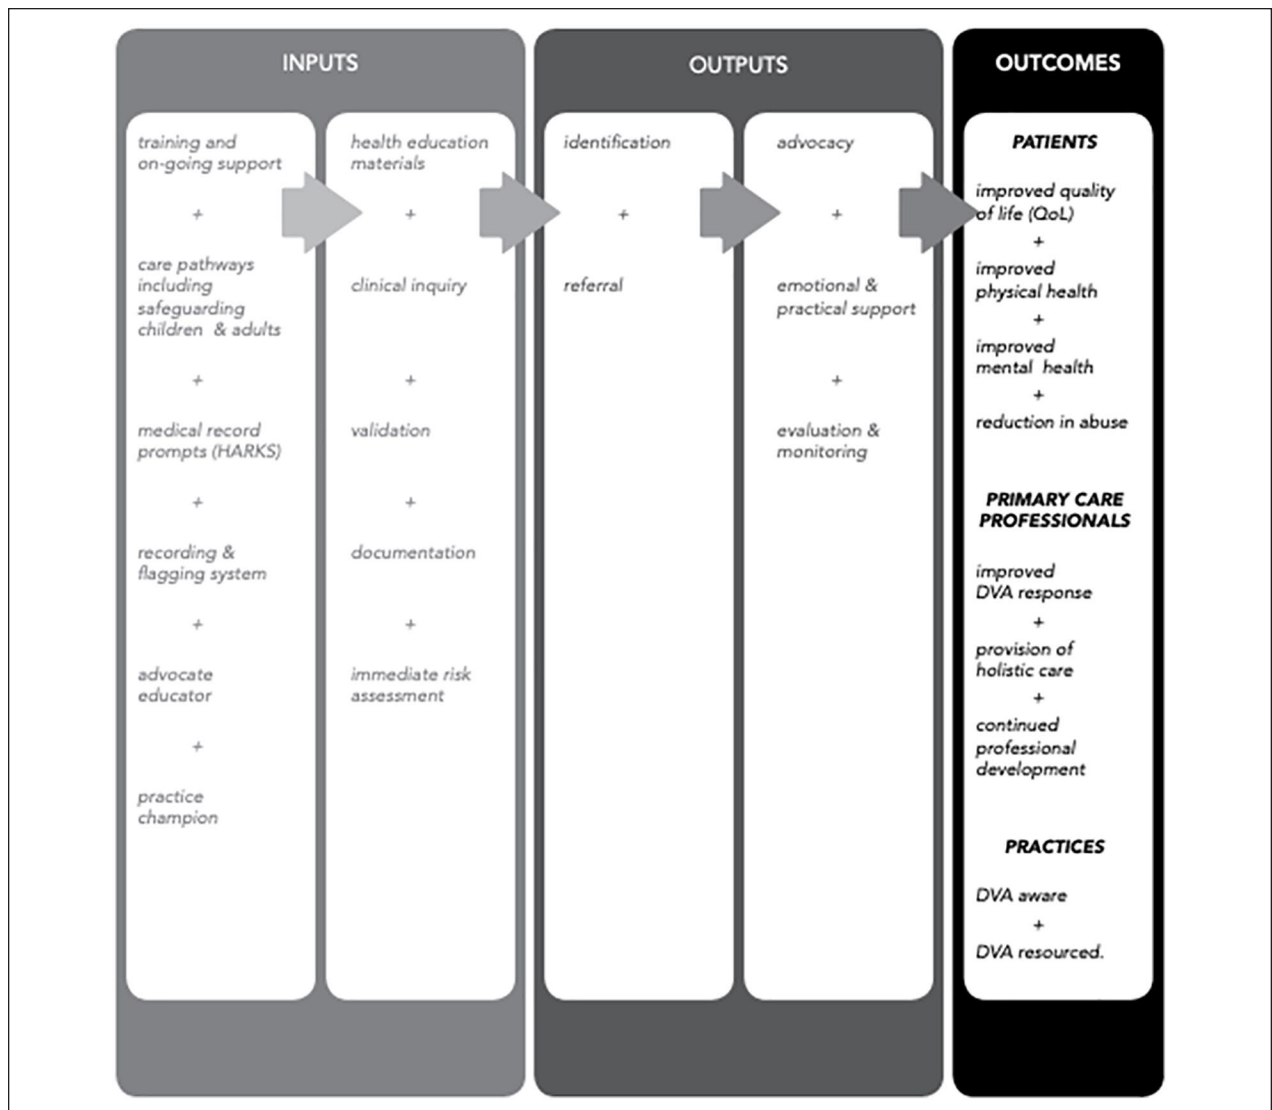 INPUTS
training and
on-going support
+
care pathways
including
safeguarding
children & adults
+
medical record
prompts (HARKS)
+
recording &
flagging system
+
advocate
educator
+
practice
champion
health education
materials
+
clinical inquiry
+
validation
+
documentation
+
immediate risk
assessment
OUTPUTS
identification
+
referral
advocacy
+
emotional &
practical support
+
evaluation &
monitoring
OUTCOMES
PATIENTS
improved quality
of life (QoL)
+
improved
physical health
+
improved
mental health
+
reduction in abuse
PRIMARY CARE
PROFESSIONALS
improved
DVA response
+
provision of
holistic care
+
continued
professional
development
PRACTICES
DVA aware
+
DVA resourced.